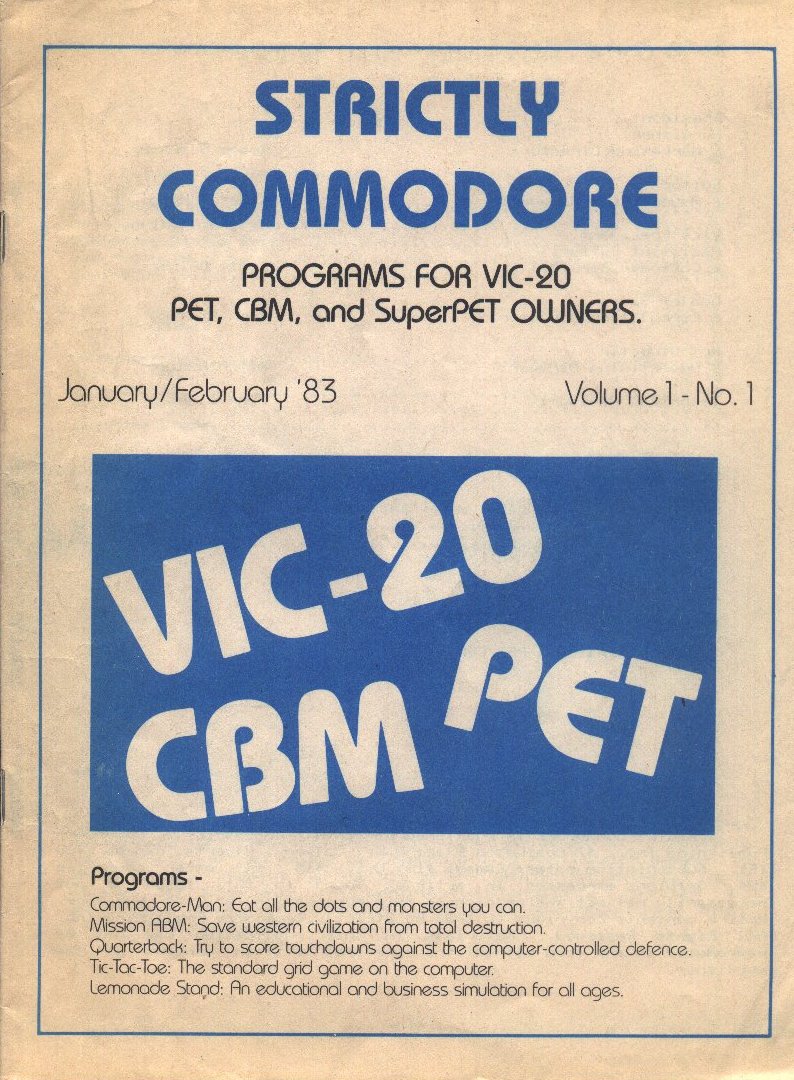 STRICTLY
COMMODORE
PROGRAMS FOR VIC-20
PET, CBM, and SuperPET OWNERS.
January/February '83
Volume 1 - No. 1
VIC-20
CBM
PET
Programs -
Commodore-Man: Eat all the dots and monsters you can.
Mission ABM: Save western civilization from total destruction.
Quarterback: Try to score touchdowns against the computer-controlled defence.
Tic-Tac-Toe: The standard grid game on the computer.
Lemonade Stand: An educational and business simulation for all ages.